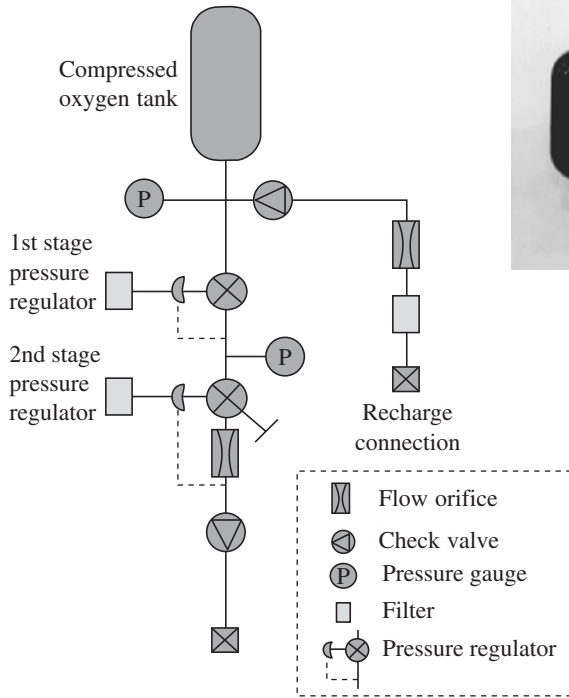 Compressed
oxygen tank
P
1st stage
pressure
regulator
P
2nd stage
pressure
regulator
Recharge
connection
Flow orifice
Check valve
P
Pressure gauge
Filter
Pressure regulator